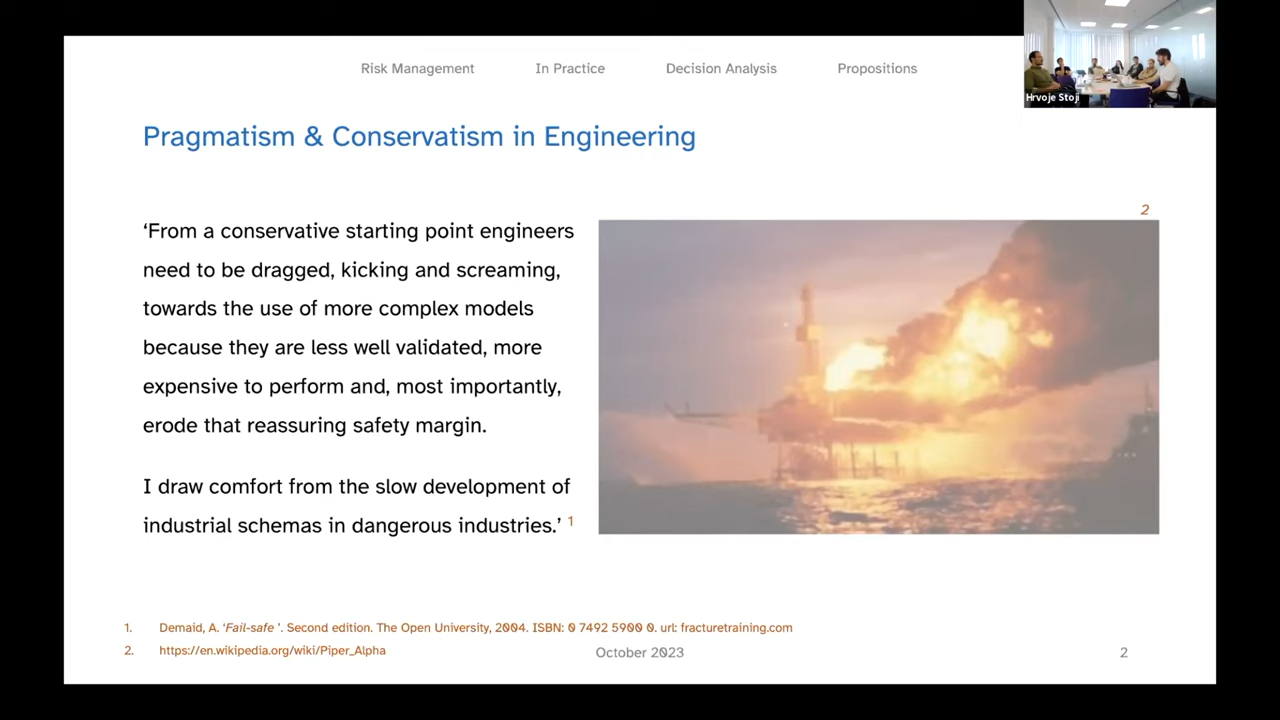 Risk Management In Practice Decision Analysis Propositions
Hrvoje Stoji
Pragmatism & Conservatism in Engineering
2
‘From a conservative starting point engineers
need to be dragged, kicking and screaming,
towards the use of more complex models
because they are less well validated, more
expensive to perform and, most importantly,
erode that reassuring safety margin.
I draw comfort from the slow development of
industrial schemas in dangerous industries.’ 1
1. Demaid, A. ‘Fail-safe ’. Second edition. The Open University, 2004. ISBN: 0 7492 5900 0. url: fracturetraining.com
2. https://en.wikipedia.org/wiki/Piper_Alpha
October 2023 2